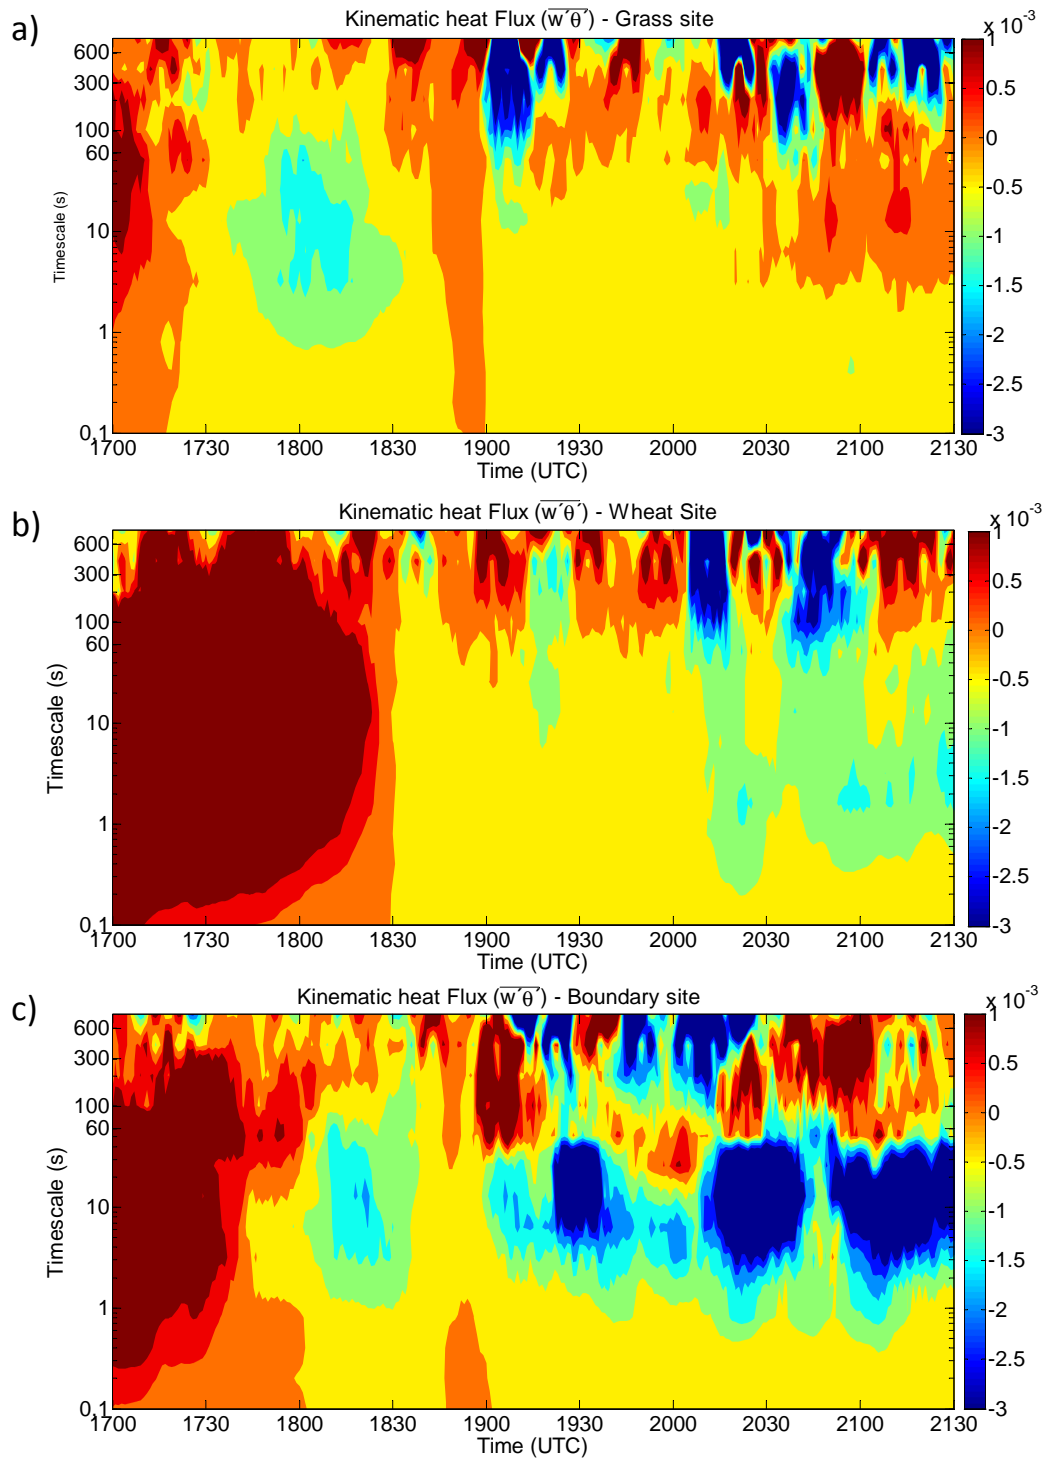 a)
Kinematic heat Flux (w´θ´) - Grass site
x 10-3
Timescale (s)
600
300
100
60
10
1
0.1
1700 1730 1800 1830 1900 1930 2000 2030 2100 2130
Time (UTC)
1
0.5
0
-0.5
-1
-1.5
-2
-2.5
-3
b)
Kinematic heat Flux (w´θ´) - Wheat Site
x 10-3
Timescale (s)
600
300
100
60
10
1
0.1
1700 1730 1800 1830 1900 1930 2000 2030 2100 2130
Time (UTC)
1
0.5
0
-0.5
-1
-1.5
-2
-2.5
-3
c)
Kinematic heat Flux (w´θ´) - Boundary site
x 10-3
Timescale (s)
600
300
100
60
10
1
0.1
1700 1730 1800 1830 1900 1930 2000 2030 2100 2130
Time (UTC)
1
0.5
0
-0.5
-1
-1.5
-2
-2.5
-3